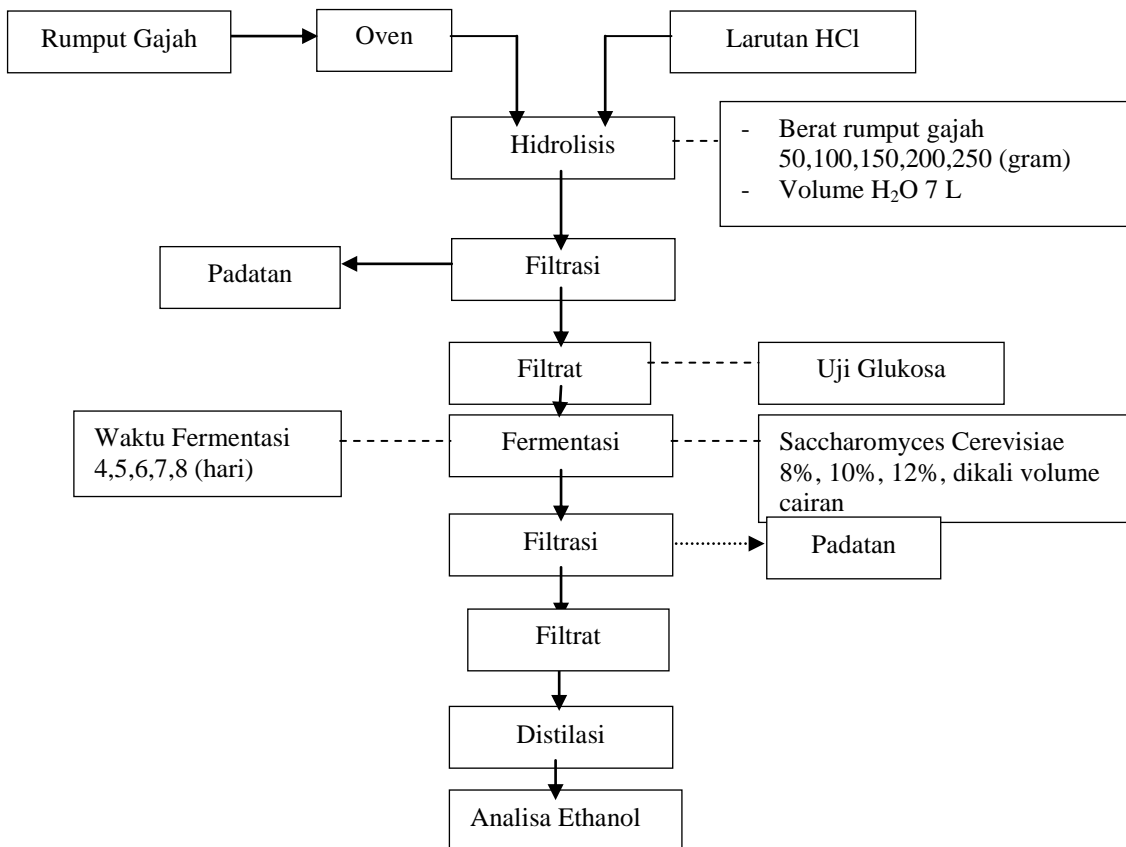 Rumput Gajah
Oven
Larutan HCl
Hidrolisis
- Berat rumput gajah
50,100,150,200,250 (gram)
- Volume H₂O 7 L
Padatan
Filtrasi
Filtrat
Uji Glukosa
Waktu Fermentasi
4,5,6,7,8 (hari)
Fermentasi
Saccharomyces Cerevisiae
8%, 10%, 12%, dikali volume
cairan
Filtrasi
Padatan
Filtrat
Distilasi
Analisa Ethanol